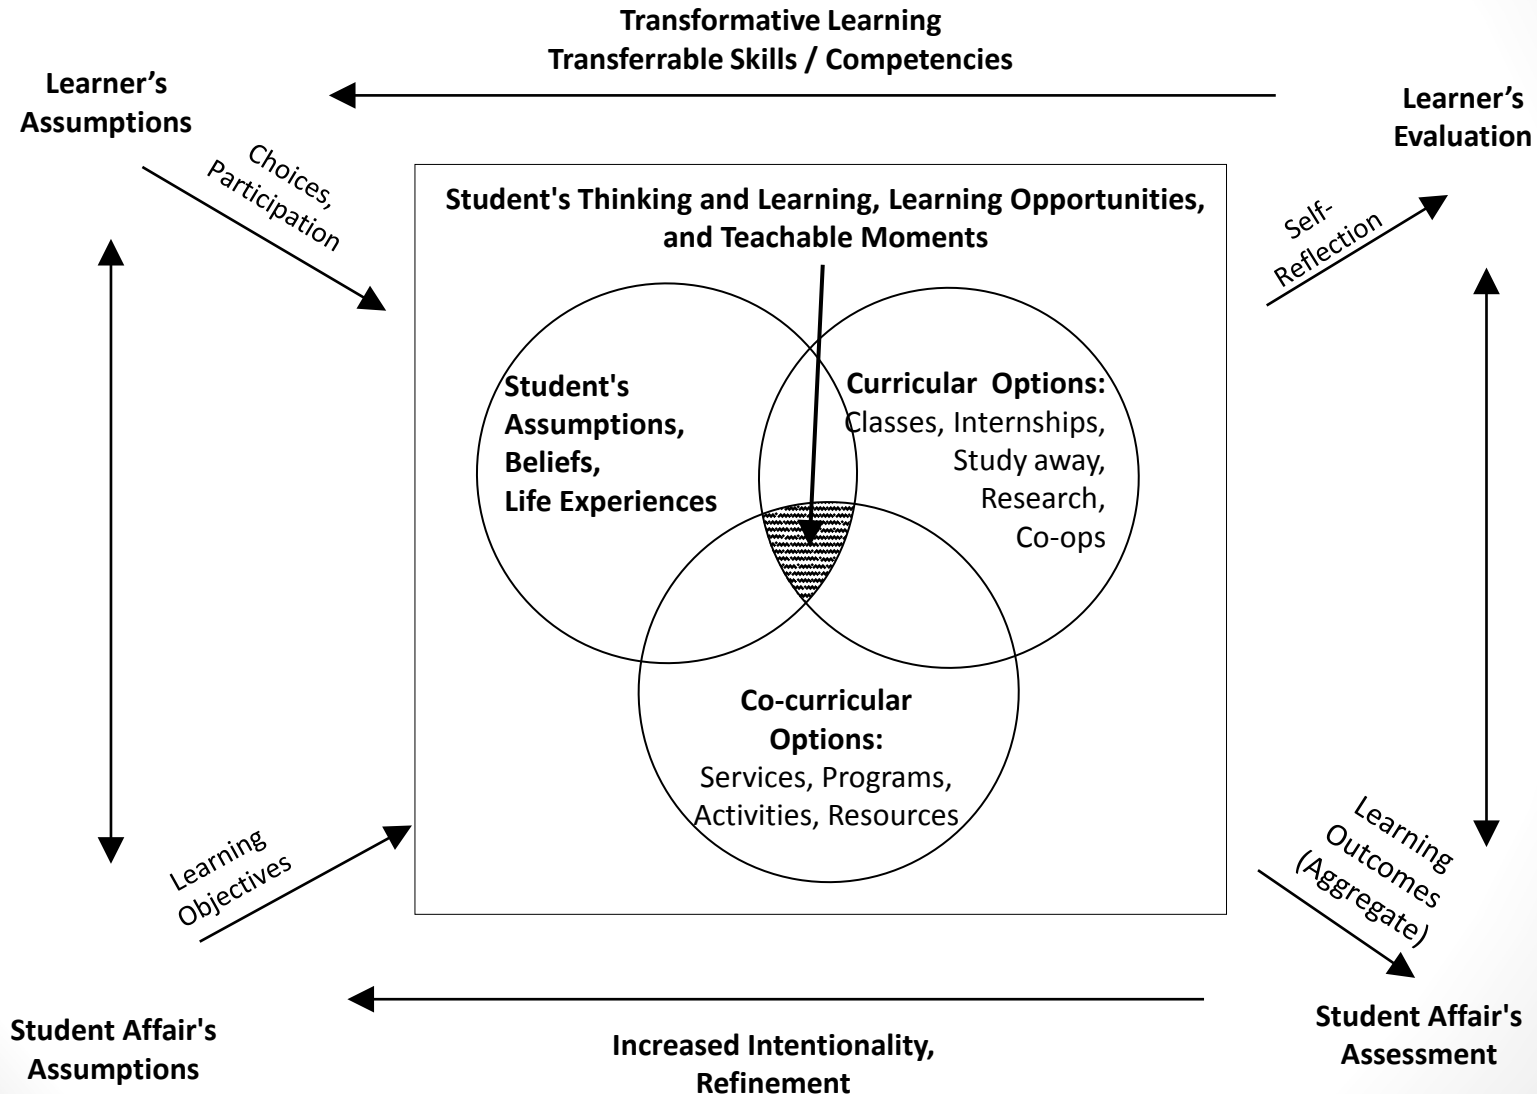 Transformative Learning
Transferrable Skills / Competencies
Learner’s
Assumptions
Learner’s
Evaluation
Choices,
Participation
Self-
Reflection
Student's Thinking and Learning, Learning Opportunities,
and Teachable Moments
Student's
Assumptions,
Beliefs,
Life Experiences
Curricular Options:
Classes, Internships,
Study away,
Research,
Co-ops
Co-curricular
Options:
Services, Programs,
Activities, Resources
Learning
Objectives
Learning
Outcomes
(Aggregate)
Student Affair's
Assumptions
Increased Intentionality,
Refinement
Student Affair's
Assessment